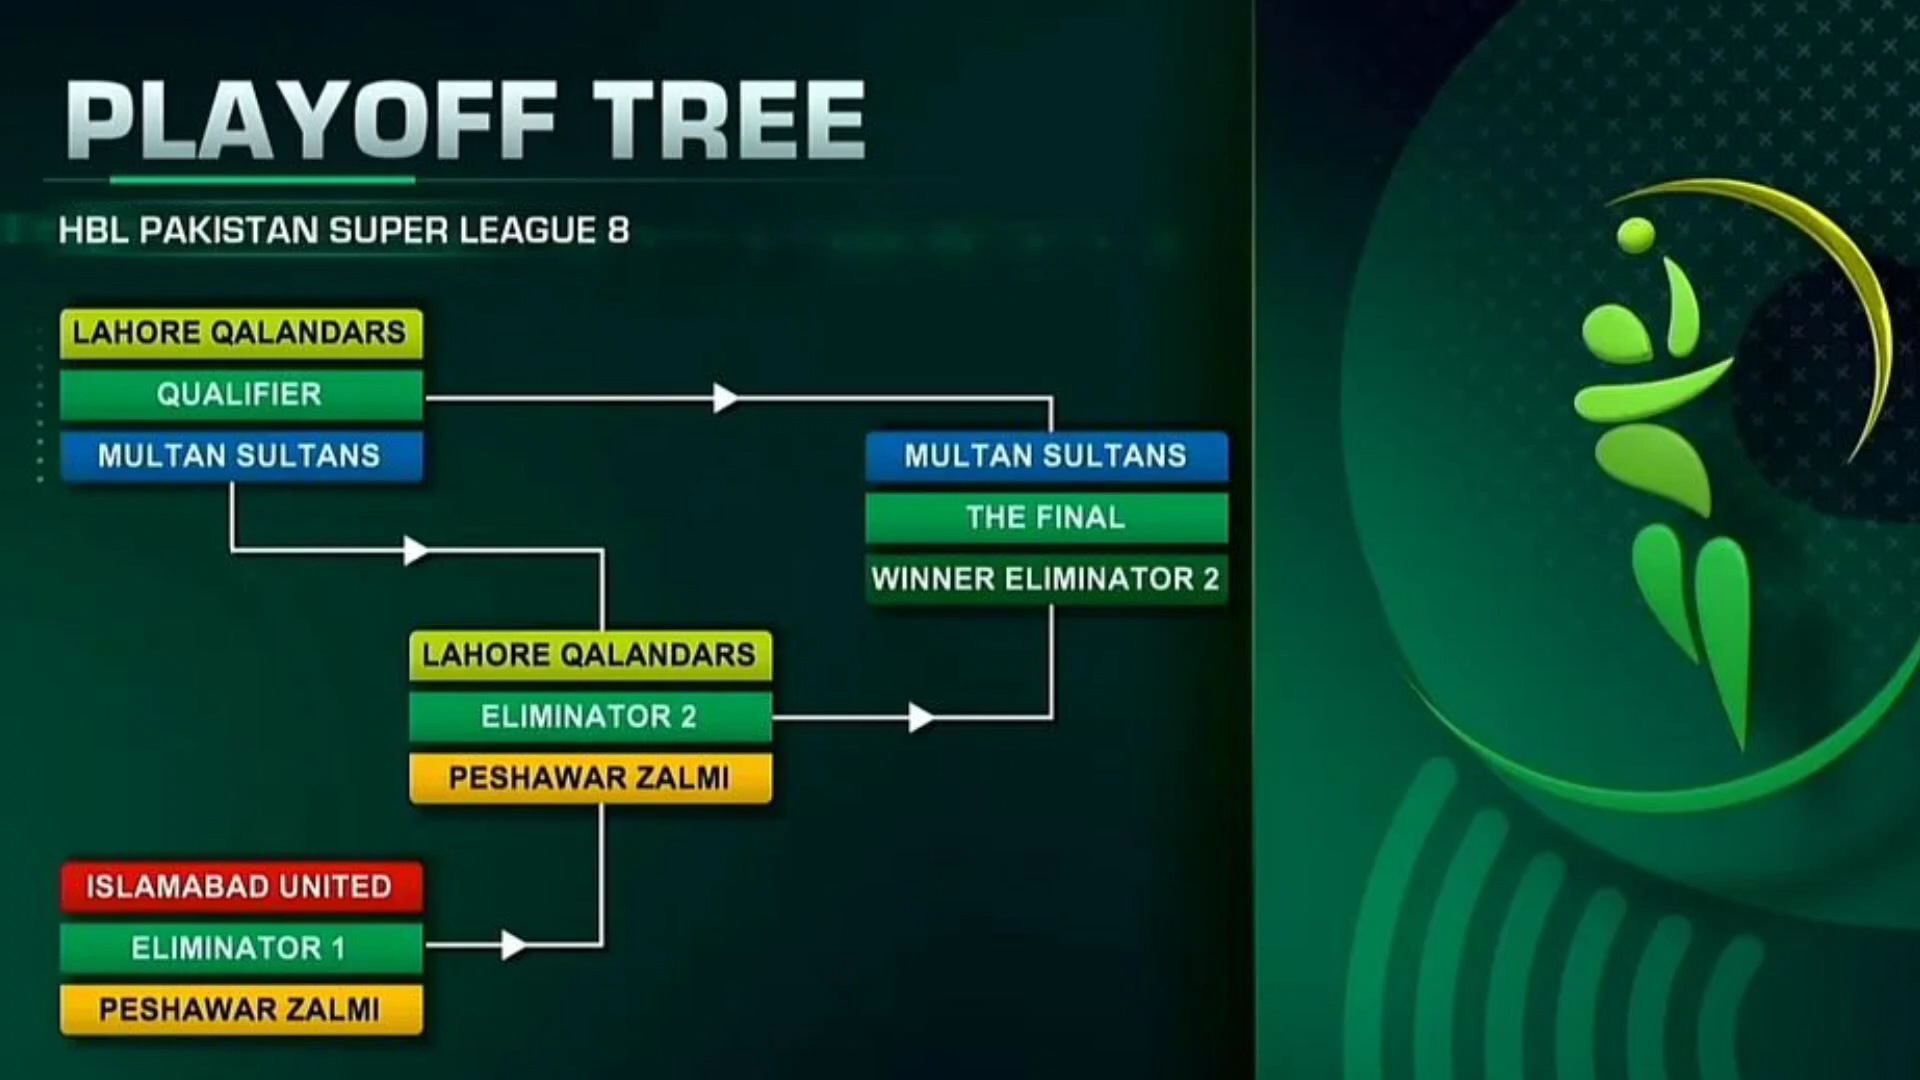 PLAYOFF TREE
HBL PAKISTAN SUPER LEAGUE 8
LAHORE QALANDARS
QUALIFIER
MULTAN SULTANS
MULTAN SULTANS
THE FINAL
WINNER ELIMINATOR 2
LAHORE QALANDARS
ELIMINATOR 2
PESHAWAR ZALMI
ISLAMABAD UNITED
ELIMINATOR 1
PESHAWAR ZALMI